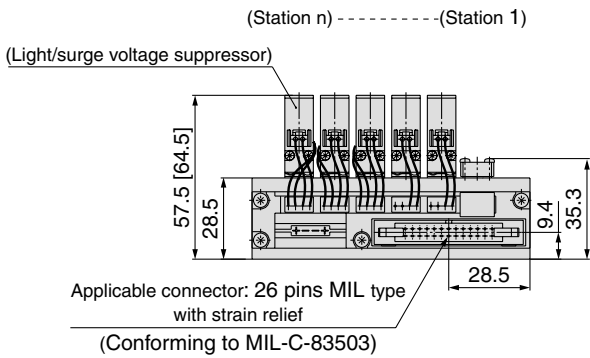 (Station n) - - - - - - - - - -(Station 1)
(Light/surge voltage suppressor)
57.5 [64.5]
28.5
9.4
35.3
28.5
Applicable connector: 26 pins MIL type
with strain relief
(Conforming to MIL-C-83503)